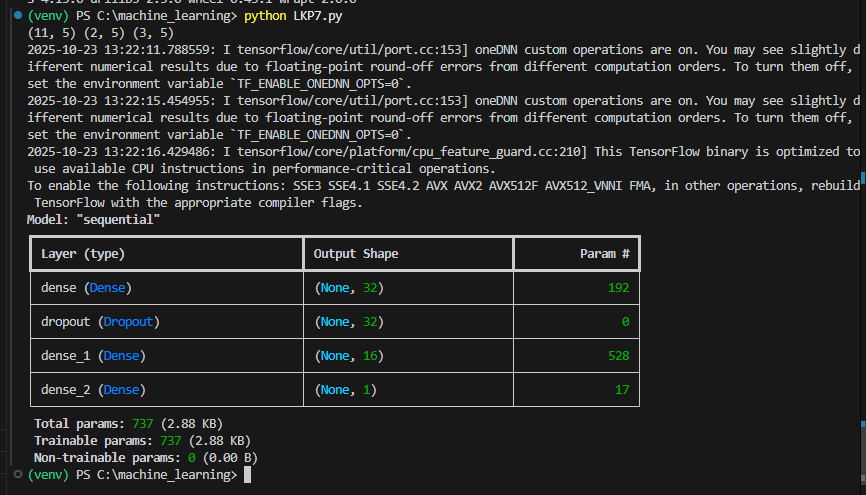 (venv) PS C:\machine_learning> python LKP7.py
(11, 5) (2, 5) (3, 5)
2025-10-23 13:22:11.788559: I tensorflow/core/util/port.cc:153] oneDNN custom operations are on. You may see slightly d
ifferent numerical results due to floating-point round-off errors from different computation orders. To turn them off,
set the environment variable `TF_ENABLE_ONEDNN_OPTS=0`.
2025-10-23 13:22:15.454955: I tensorflow/core/util/port.cc:153] oneDNN custom operations are on. You may see slightly d
ifferent numerical results due to floating-point round-off errors from different computation orders. To turn them off,
set the environment variable `TF_ENABLE_ONEDNN_OPTS=0`.
2025-10-23 13:22:16.429486: I tensorflow/core/platform/cpu_feature_guard.cc:210] This TensorFlow binary is optimized to
use available CPU instructions in performance-critical operations.
To enable the following instructions: SSE3 SSE4.1 SSE4.2 AVX AVX2 AVX512F AVX512_VNNI FMA, in other operations, rebuild
TensorFlow with the appropriate compiler flags.
Model: "sequential"
Layer (type) Output Shape Param #
dense (Dense) (None, 32) 192
dropout (Dropout) (None, 32) 0
dense_1 (Dense) (None, 16) 528
dense_2 (Dense) (None, 1) 17
Total params: 737 (2.88 KB)
Trainable params: 737 (2.88 KB)
Non-trainable params: 0 (0.00 B)
(venv) PS C:\machine_learning>